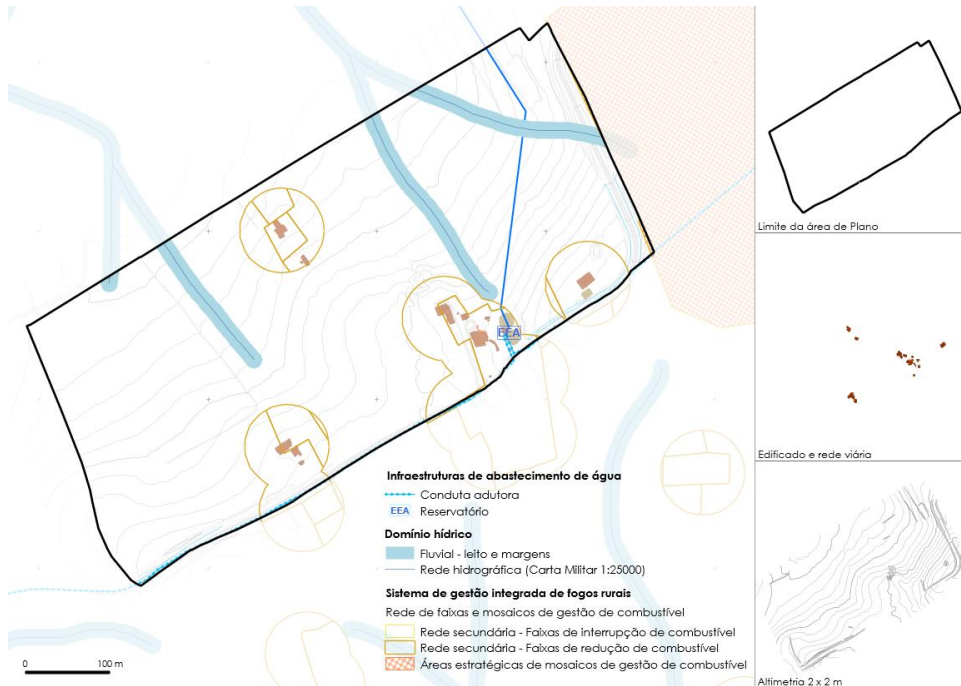 Limite da área de Plano
EEA
Edificado e rede viária
Infraestruturas de abastecimento de água
Conduta adutora
EEA Reservatório
Domínio hídrico
Fluvial - leito e margens
Rede hidrográfica (Carta Militar 1:25000)
Sistema de gestão integrada de fogos rurais
Rede de faixas e mosaicos de gestão de combustível
Rede secundária - Faixas de interrupção de combustível
Rede secundária - Faixas de redução de combustível
Áreas estratégicas de mosaicos de gestão de combustível
0 100 m
Altimetria 2 x 2 m